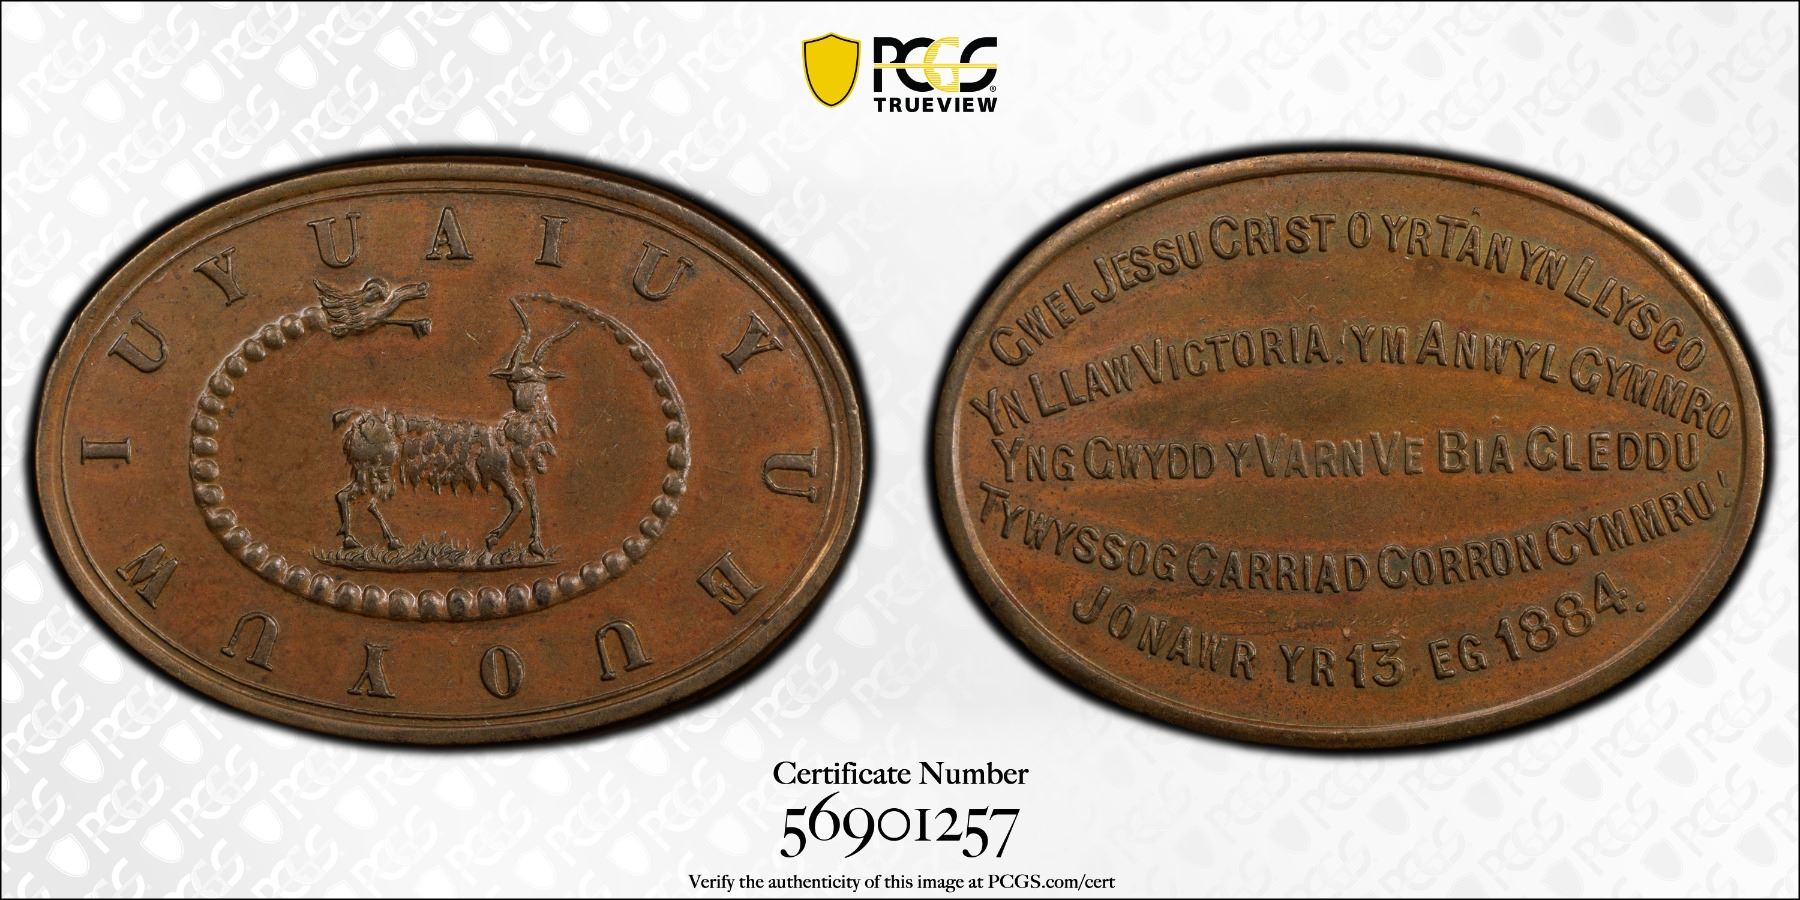 PCGS
TRUEVIEW
I U Y U A I U Y U E U O Y U W
GWEL JESSU CRIST O YR TÂN YN LLYSCO
YN LLAW VICTORIA. 'YM ANWYL GYMMRO
YNG GWYDD Y VARN VE BIA CLEDDU
TYWYSSOG CARRIAD CORRON CYMMRU.'
JONAWR YR 13 EG 1884.
Certificate Number
56901257
Verify the authenticity of this image at PCGS.com/cert